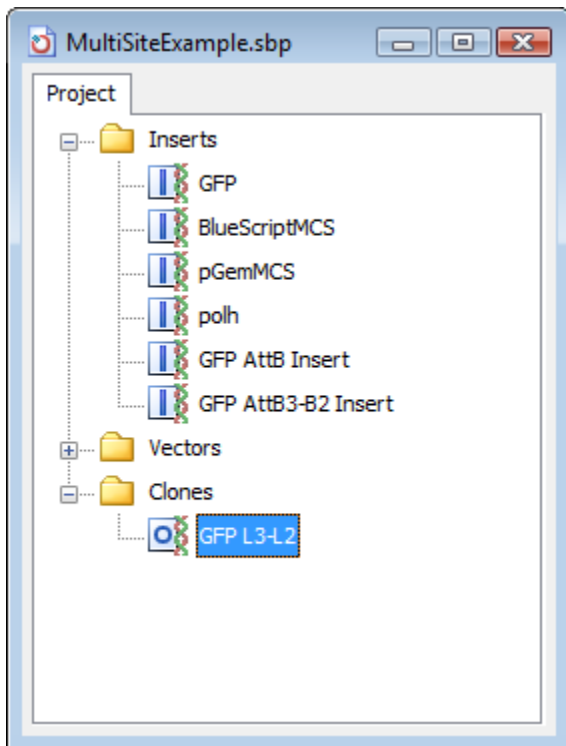 MultiSiteExample.sbp
Project
Inserts
GFP
BlueScriptMCS
pGemMCS
polh
GFP AttB Insert
GFP AttB3-B2 Insert
Vectors
Clones
GFP L3-L2